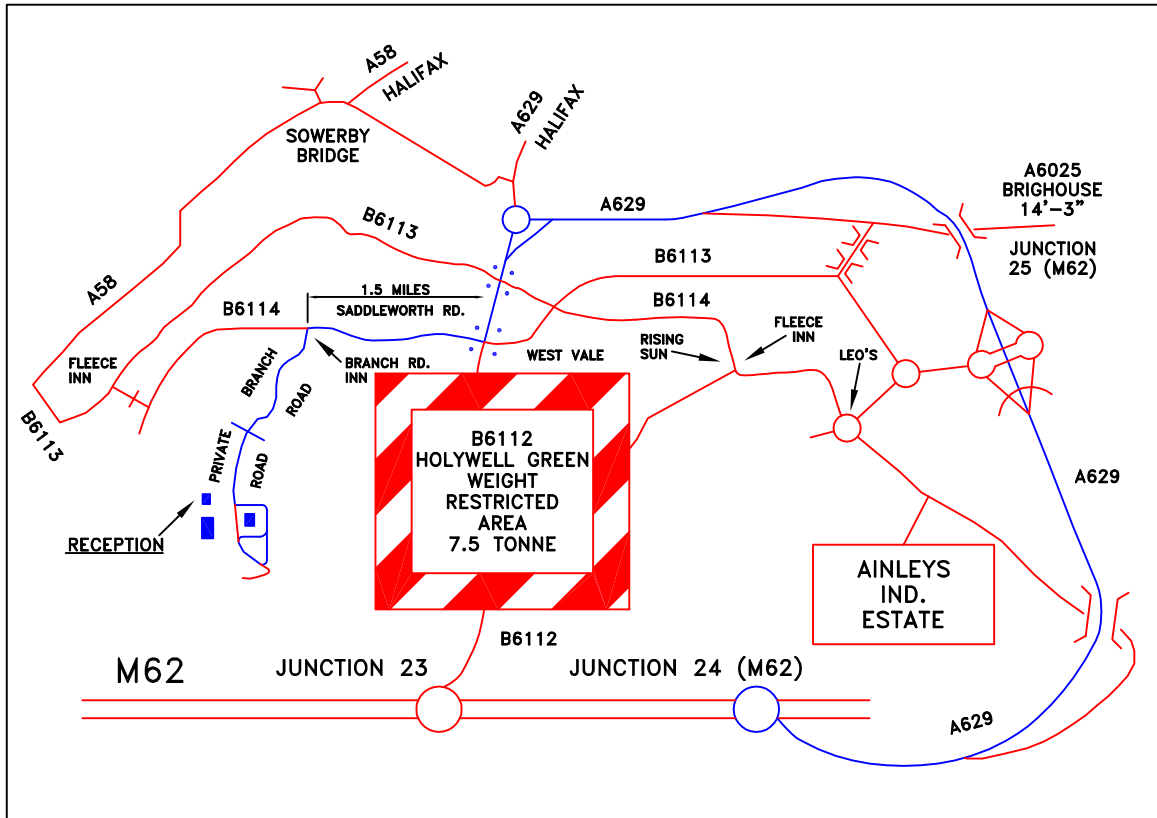 A58
HALIFAX
A629
HALIFAX
SOWERBY
BRIDGE
A6025
BRIGHOUSE
14'-3"
JUNCTION
25 (M62)
A629
B6113
B6113
A58
B6114
1.5 MILES
SADDLEWORTH RD.
B6114
RISING
SUN
FLEECE
INN
LEO'S
WEST VALE
FLEECE
INN
BRANCH RD.
INN
BRANCH
ROAD
B6113
PRIVATE
ROAD
RECEPTION
B6112
HOLYWELL GREEN
WEIGHT
RESTRICTED
AREA
7.5 TONNE
A629
AINLEYS
IND.
ESTATE
B6112
M62
JUNCTION 23
JUNCTION 24 (M62)
A629